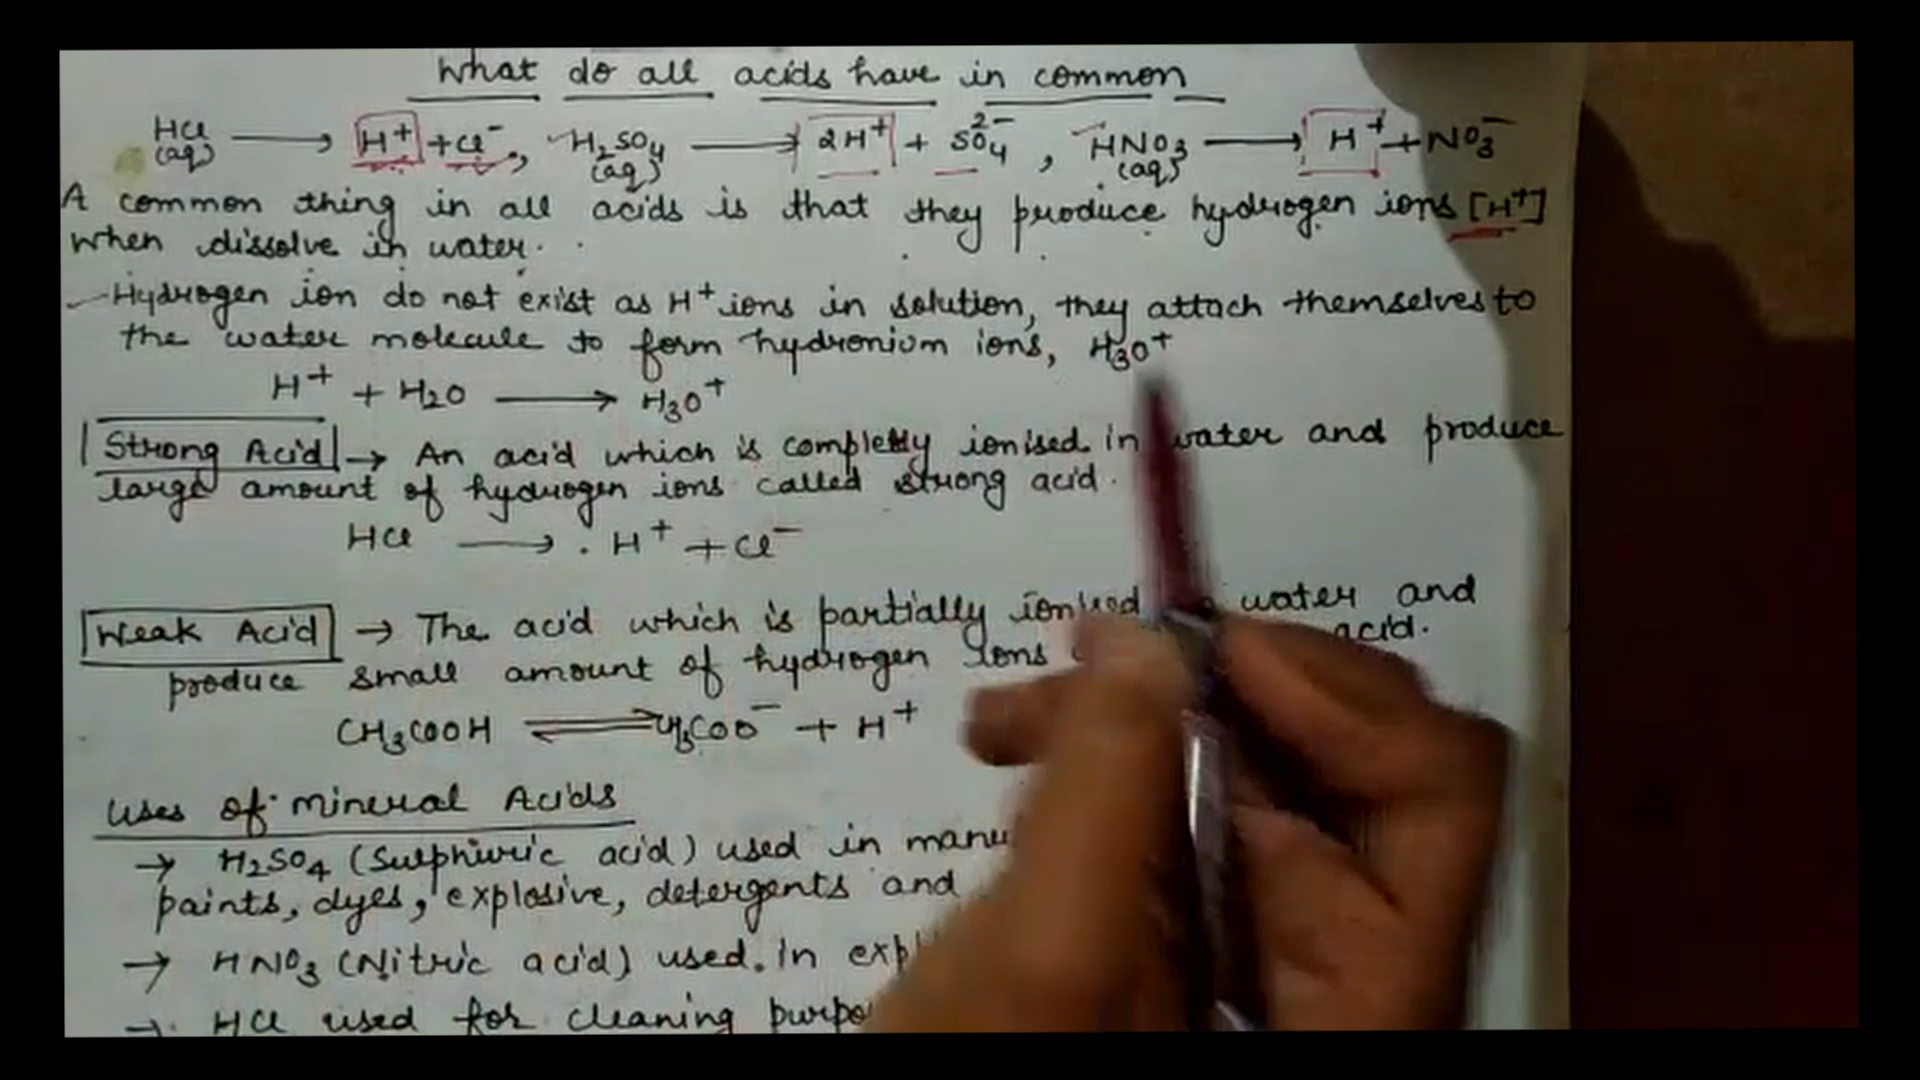 What do all acids have in common
HCl (aq) ⟶ H⁺ + Cl⁻, H₂SO₄ (aq) ⟶ 2H⁺ + SO₄²⁻, HNO₃ (aq) ⟶ H⁺ + NO₃⁻
A common thing in all acids is that they produce hydrogen ions [H⁺]
when dissolve in water.
Hydrogen ion do not exist as H⁺ ions in solution, they attach themselves to
the water molecule to form hydronium ions, H₃O⁺
H⁺ + H₂O ⟶ H₃O⁺
Strong Acid → An acid which is completly ionised in water and produce
large amount of hydrogen ions called strong acid.
HCl ⟶ H⁺ + Cl⁻
Weak Acid → The acid which is partially ionised water and
produce small amount of hydrogen ions acid.
CH₃COOH ⇌ CH₃COO⁻ + H⁺
Uses of mineral Acids
→ H₂SO₄ (Sulphuric acid) used in manu
paints, dyes, explosive, detergents and
→ HNO₃ (Nitric acid) used in expl
→ HCl used for cleaning purpo